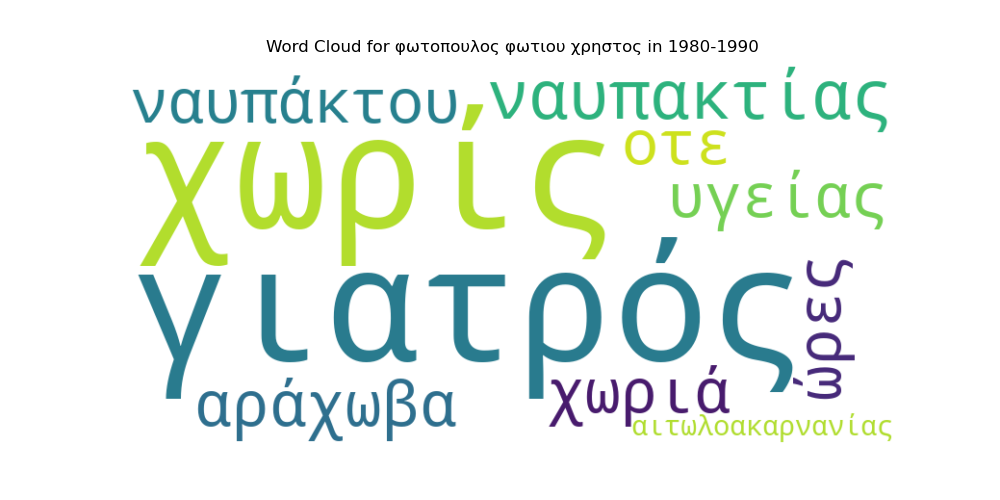 Word Cloud for φωτοπουλος φωτιου χρηστος in 1980-1990
ναυπάκτου ναυπακτίας
χωρίς οτε
υγείας
γιατρός ώρες
αράχωβα χωριά
αιτωλοακαρνανίας